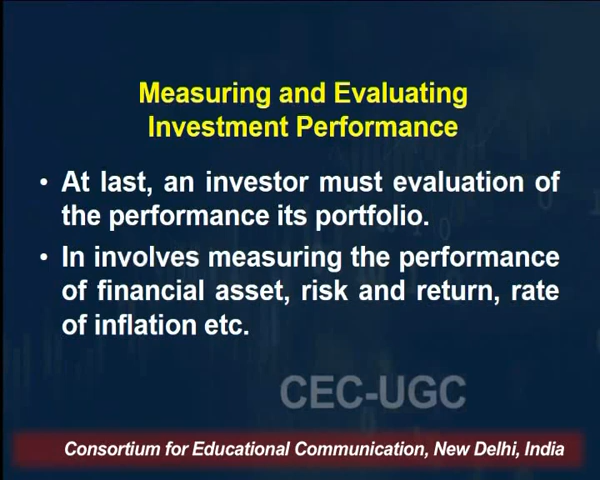 Measuring and Evaluating
Investment Performance
• At last, an investor must evaluation of
the performance its portfolio.
• In involves measuring the performance
of financial asset, risk and return, rate
of inflation etc.
CEC-UGC
Consortium for Educational Communication, New Delhi, India